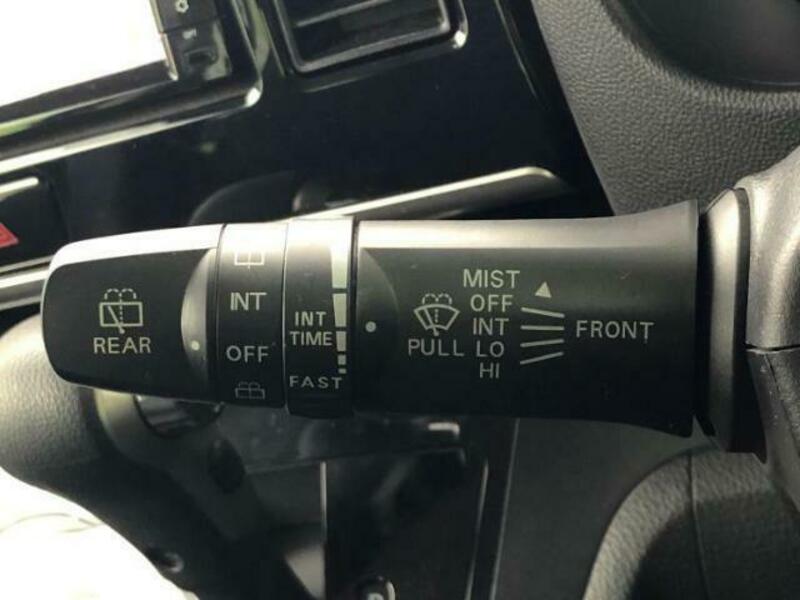 REAR
INT
OFF
INT
TIME
FAST
MIST
OFF
INT
LO
HI
PULL
FRONT